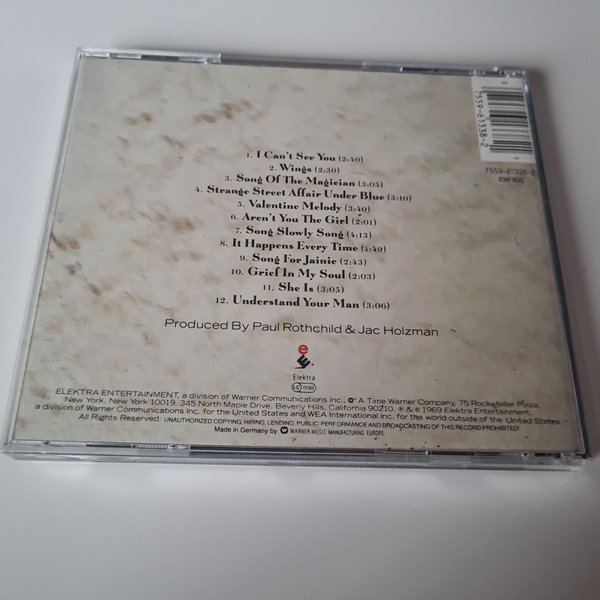 7559-61338-2
7559-61338-2
EW 835
1. I Can't See You (2:40)
2. Wings (2:30)
3. Song Of The Magician (3:05)
4. Strange Street Affair Under Blue (3:10)
5. Valentine Melody (3:40)
6. Aren't You The Girl (2:01)
7. Song Slowly Song (4:13)
8. It Happens Every Time (1:49)
9. Song For Jainie (2:43)
10. Grief In My Soul (2:03)
11. She Is (3:05)
12. Understand Your Man (3:06)
Produced By Paul Rothchild & Jac Holzman
Elektra
LC 0192
ELEKTRA ENTERTAINMENT, a division of Warner Communications Inc., A Time Warner Company, 75 Rockefeller Plaza,
New York, New York 10019, 345 North Maple Drive, Beverly Hills, California 90210. ℗ & © 1969 Elektra Entertainment,
a division of Warner Communications Inc. for the United States and WEA International Inc. for the world outside of the United States.
All Rights Reserved. UNAUTHORIZED COPYING, HIRING, LENDING, PUBLIC PERFORMANCE AND BROADCASTING OF THIS RECORD PROHIBITED
Made in Germany by WARNER MUSIC MANUFACTURING EUROPE